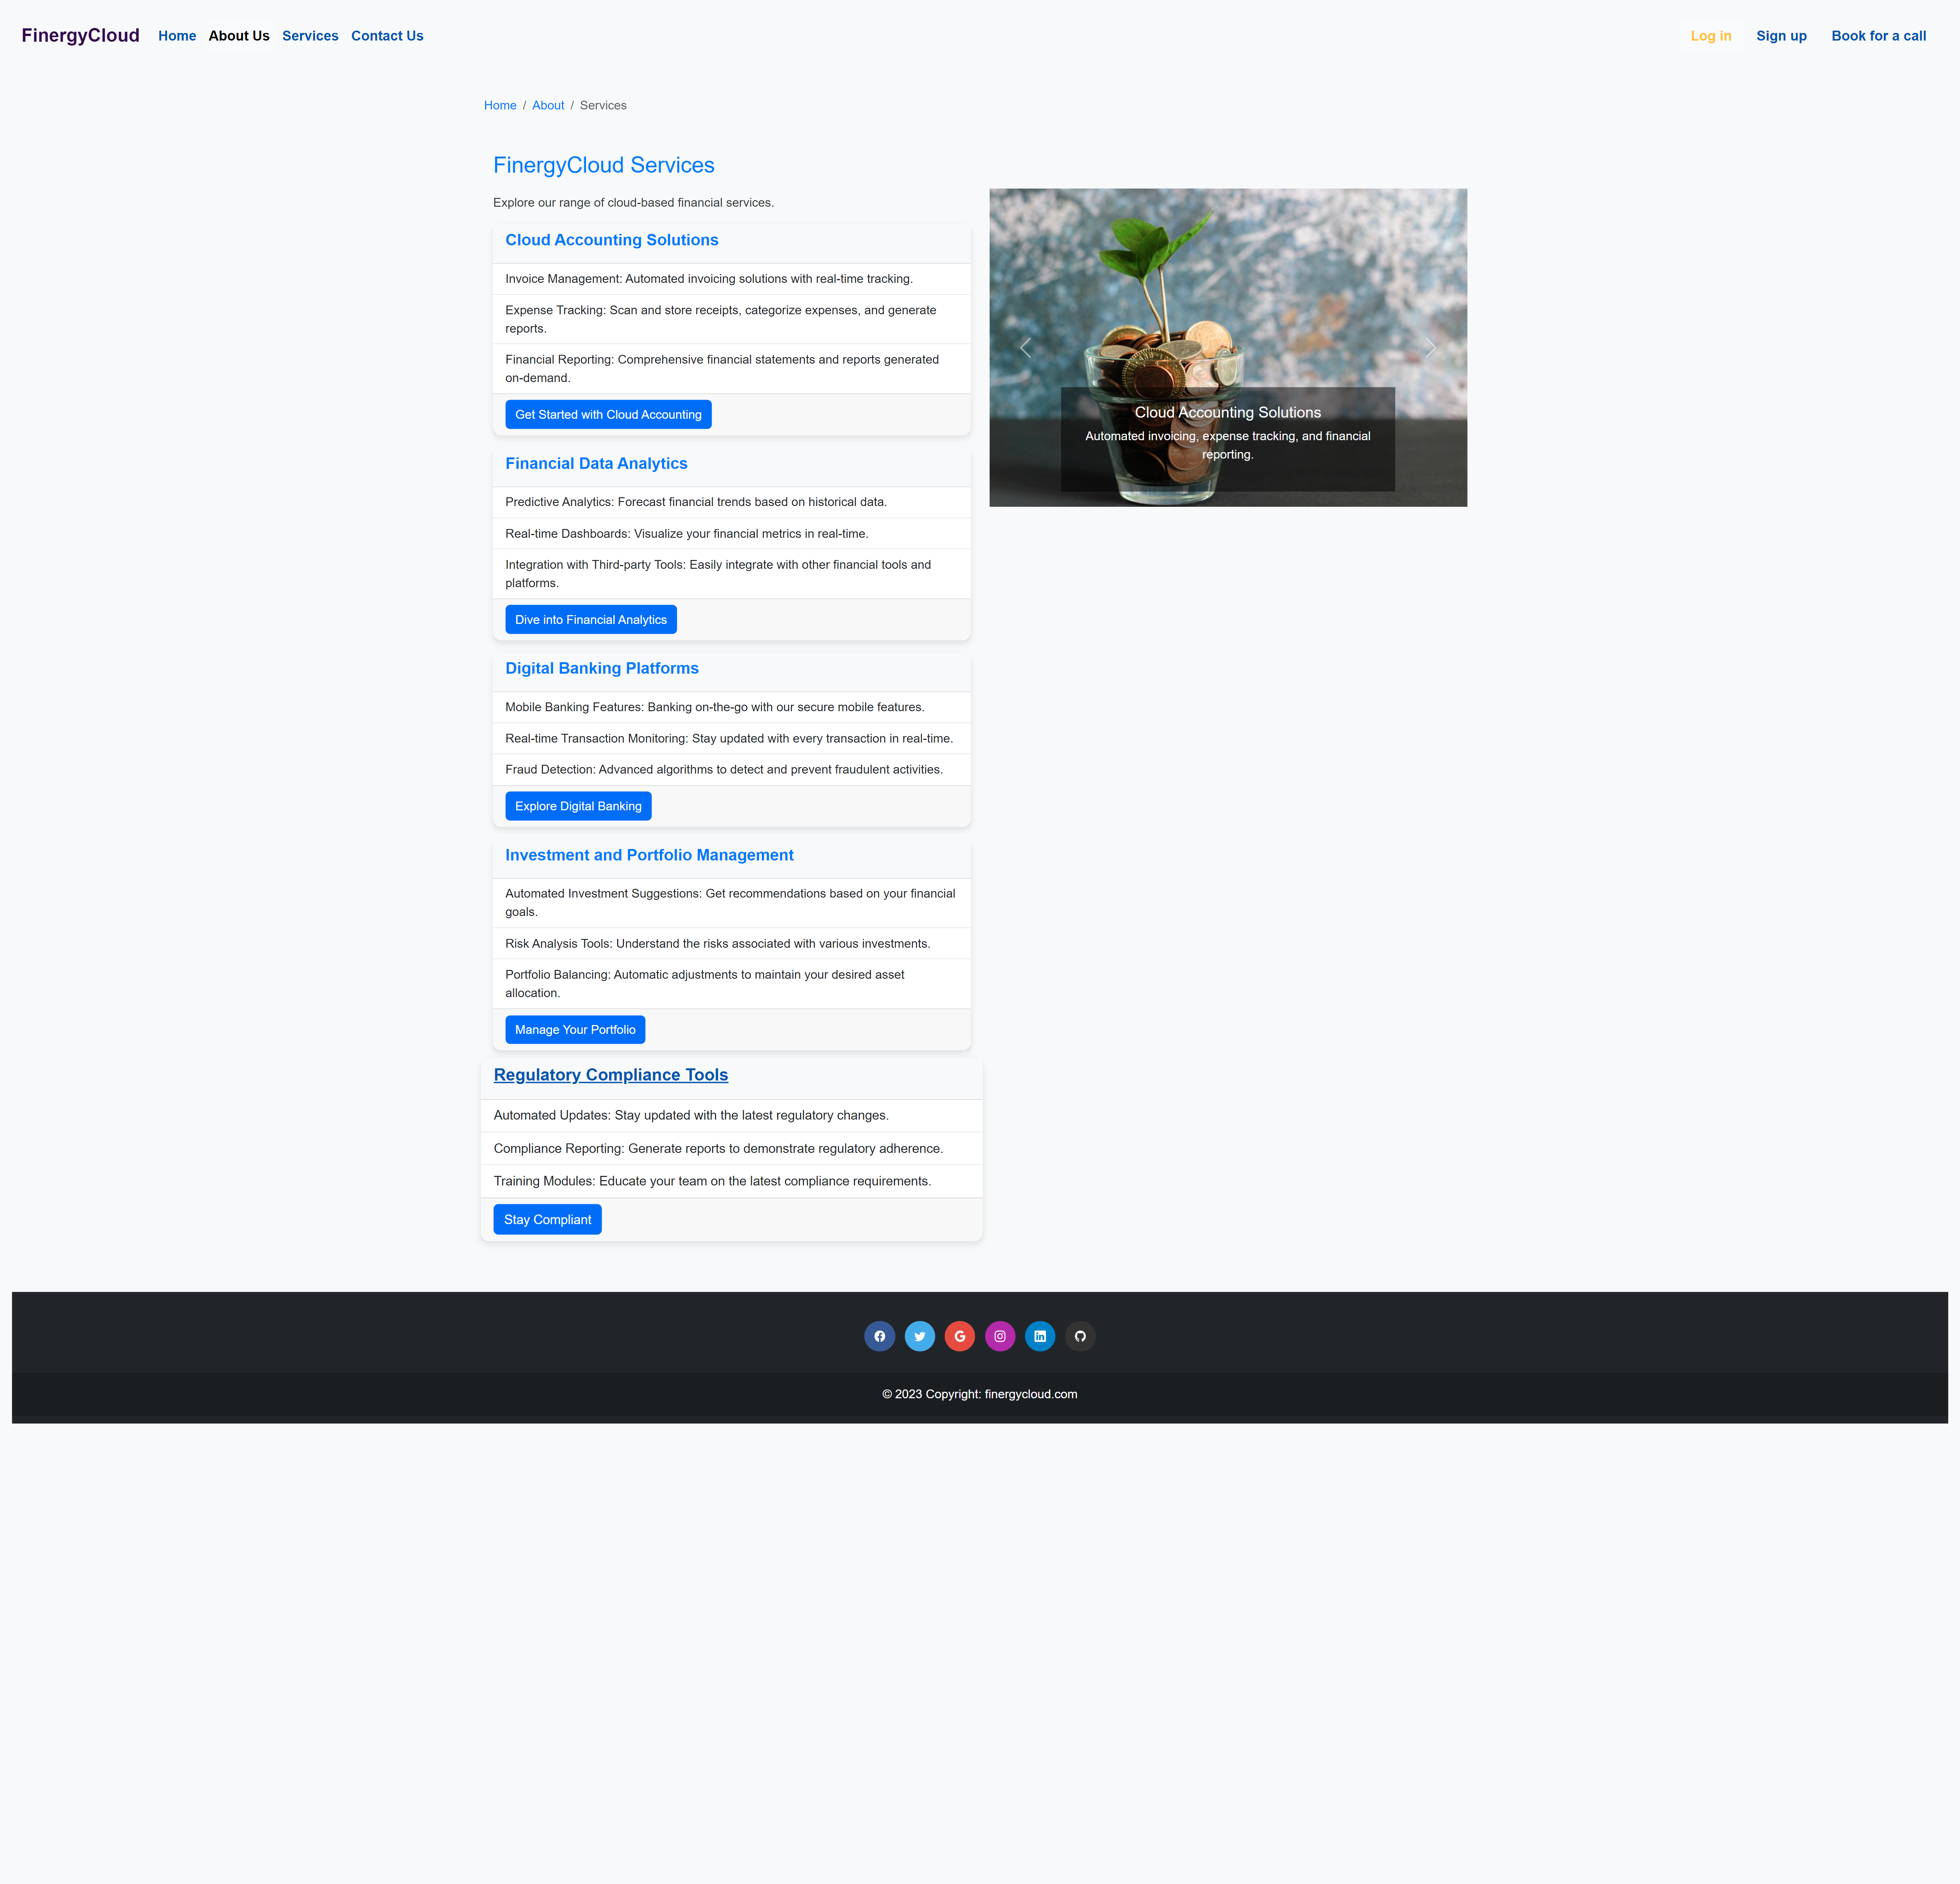 FinergyCloud Home About Us Services Contact Us Log in Sign up Book for a call
Home / About / Services
FinergyCloud Services
Explore our range of cloud-based financial services.
Cloud Accounting Solutions
Invoice Management: Automated invoicing solutions with real-time tracking.
Expense Tracking: Scan and store receipts, categorize expenses, and generate
reports.
Financial Reporting: Comprehensive financial statements and reports generated
on-demand.
Get Started with Cloud Accounting
Financial Data Analytics
Predictive Analytics: Forecast financial trends based on historical data.
Real-time Dashboards: Visualize your financial metrics in real-time.
Integration with Third-party Tools: Easily integrate with other financial tools and
platforms.
Dive into Financial Analytics
Digital Banking Platforms
Mobile Banking Features: Banking on-the-go with our secure mobile features.
Real-time Transaction Monitoring: Stay updated with every transaction in real-time.
Fraud Detection: Advanced algorithms to detect and prevent fraudulent activities.
Explore Digital Banking
Investment and Portfolio Management
Automated Investment Suggestions: Get recommendations based on your financial
goals.
Risk Analysis Tools: Understand the risks associated with various investments.
Portfolio Balancing: Automatic adjustments to maintain your desired asset
allocation.
Manage Your Portfolio
Regulatory Compliance Tools
Automated Updates: Stay updated with the latest regulatory changes.
Compliance Reporting: Generate reports to demonstrate regulatory adherence.
Training Modules: Educate your team on the latest compliance requirements.
Stay Compliant
Cloud Accounting Solutions
Automated invoicing, expense tracking, and financial
reporting.
© 2023 Copyright: finergycloud.com